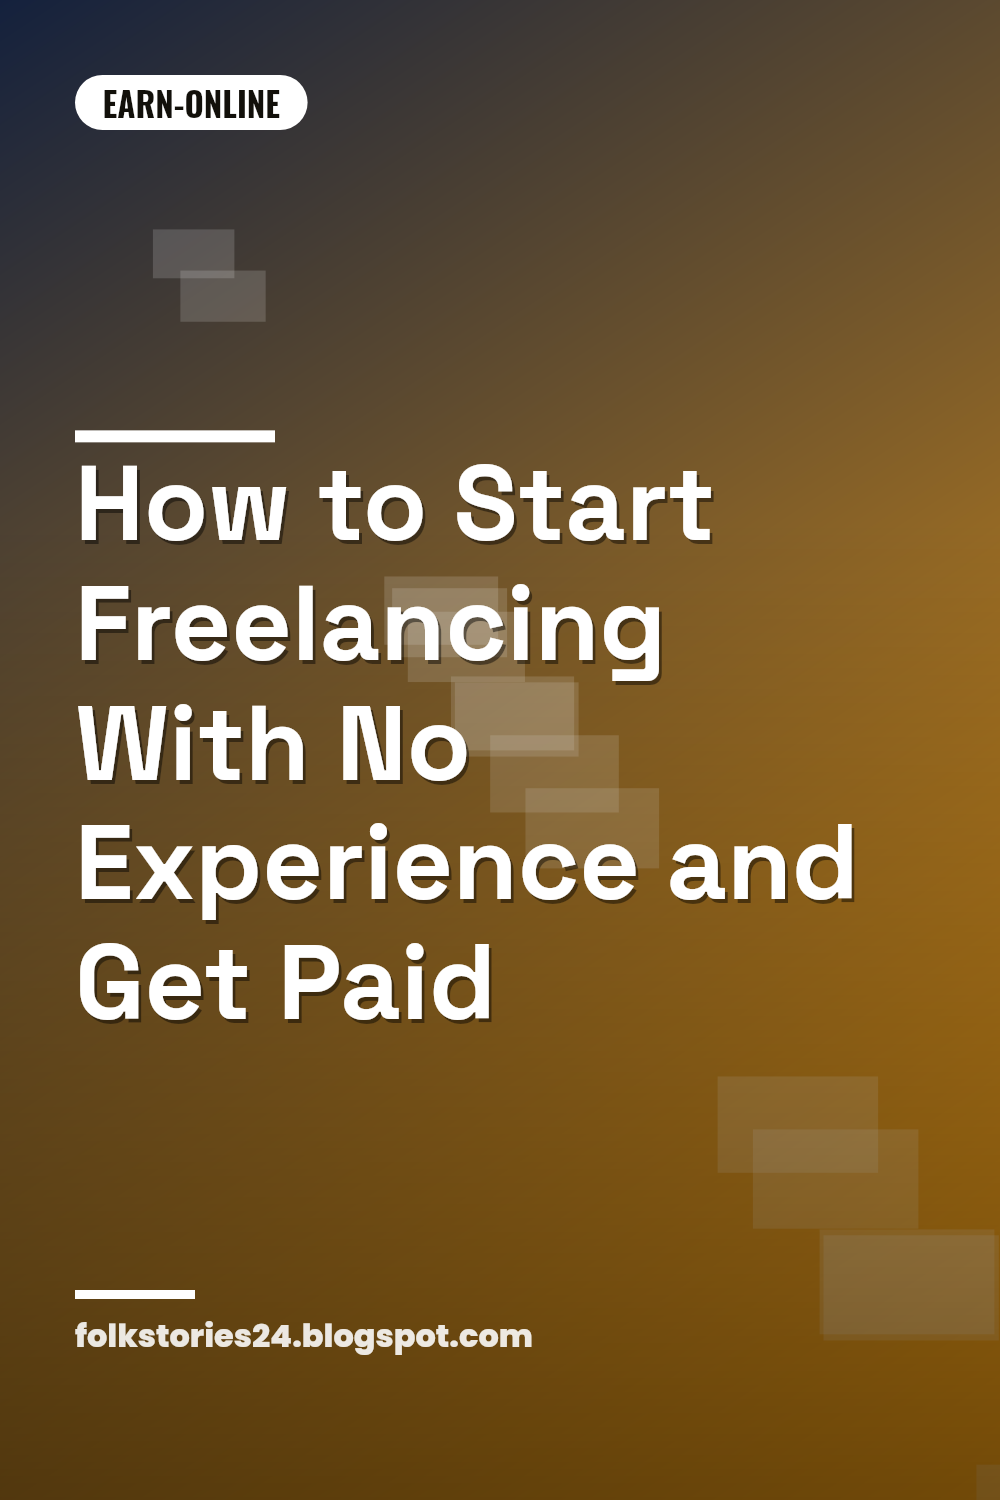 EARN-ONLINE
How to Start
Freelancing
With No
Experience and
Get Paid
folkstories24.blogspot.com